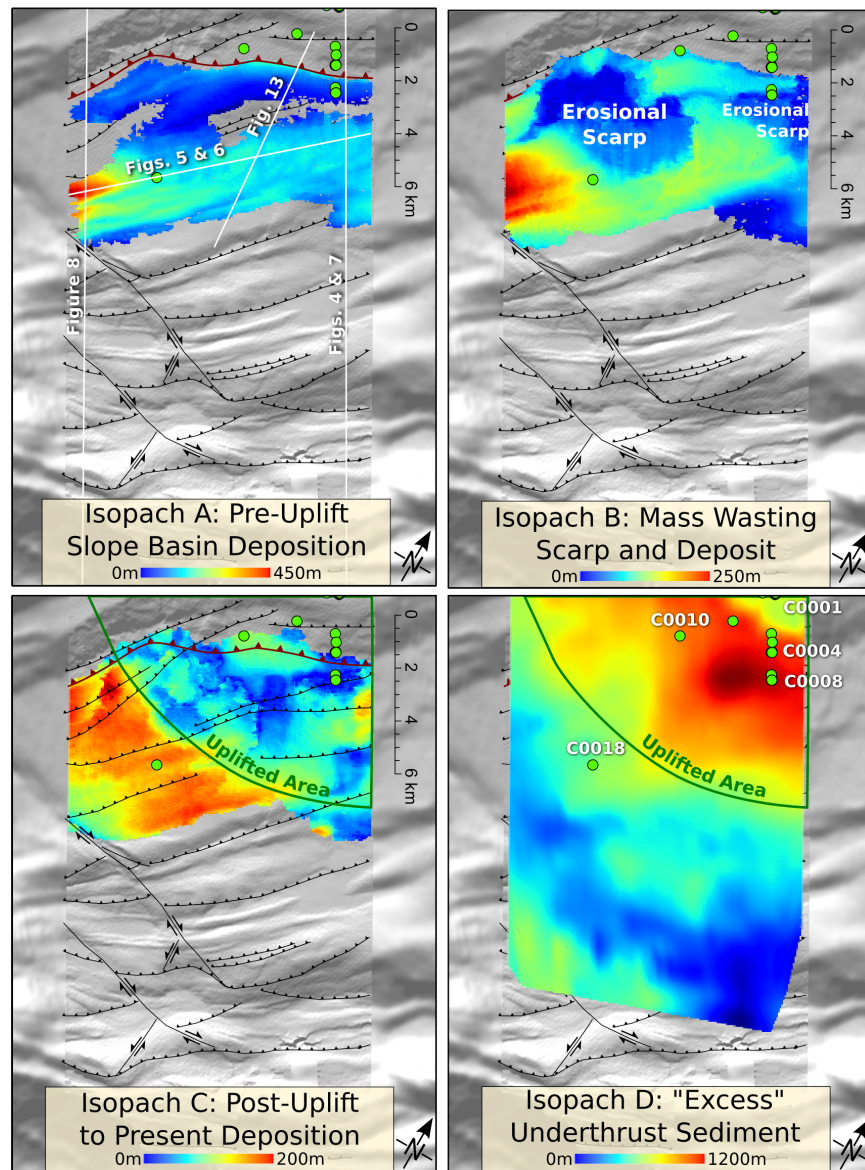 Fig. 13
Figs. 5 & 6
Figure 8
Figs. 4 & 7
0
2
4
6 km
Isopach A: Pre-Uplift
Slope Basin Deposition
0m 450m
N
Erosional
Scarp
Erosional
Scarp
0
2
4
6 km
Isopach B: Mass Wasting
Scarp and Deposit
0m 250m
N
Uplifted Area
0
2
4
6 km
Isopach C: Post-Uplift
to Present Deposition
0m 200m
N
C0001
C0010
C0004
C0008
C0018
Uplifted Area
Isopach D: "Excess"
Underthrust Sediment
0m 1200m
N